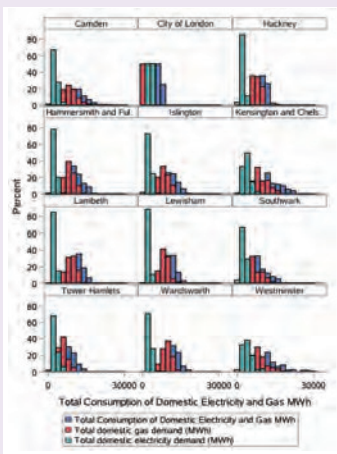 Camden City of London Hackney
80
60
40
20
0
Hammersmith and Ful. Islington Kensington and Chels.
80
60
40
20
0
Percent
Lambeth Lewisham Southwark
80
60
40
20
0
Tower Hamlets Wandsworth Westminster
80
60
40
20
0
0 30000 0 30000 0 30000
Total Consumption of Domestic Electricity and Gas MWh
Total Consumption of Domestic Electricity and Gas MWh
Total domestic gas demand (MWh)
Total domestic electricity demand (MWh)